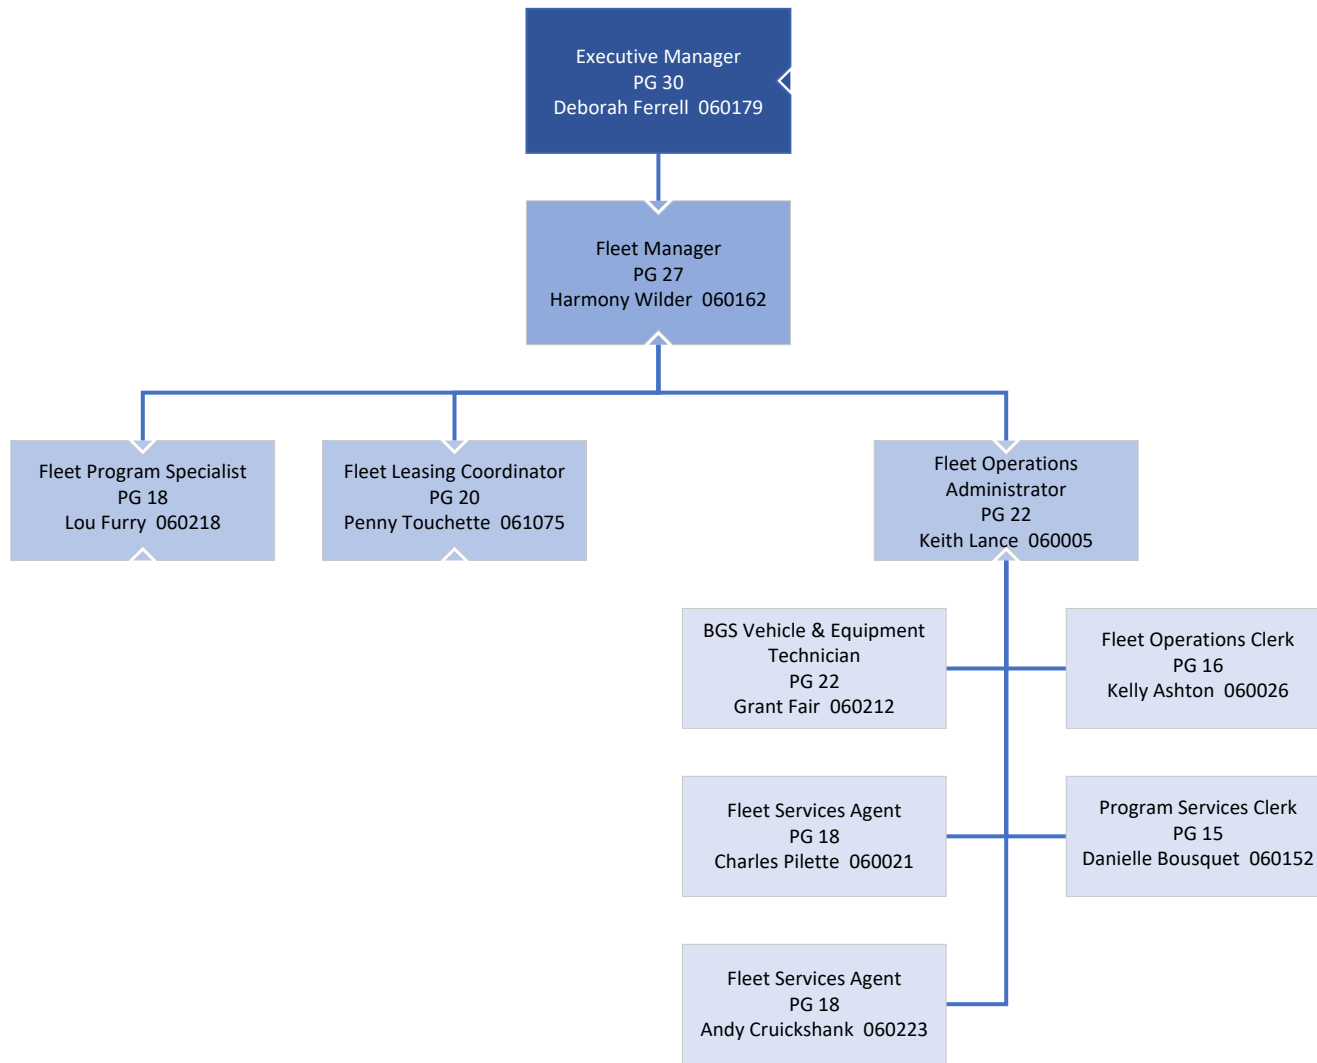 Executive Manager
PG 30
Deborah Ferrell  060179
Fleet Manager
PG 27
Harmony Wilder  060162
Fleet Program Specialist
PG 18
Lou Furry  060218
Fleet Leasing Coordinator
PG 20
Penny Touchette  061075
Fleet Operations
Administrator
PG 22
Keith Lance  060005
BGS Vehicle & Equipment
Technician
PG 22
Grant Fair  060212
Fleet Operations Clerk
PG 16
Kelly Ashton  060026
Fleet Services Agent
PG 18
Charles Pilette  060021
Program Services Clerk
PG 15
Danielle Bousquet  060152
Fleet Services Agent
PG 18
Andy Cruickshank  060223